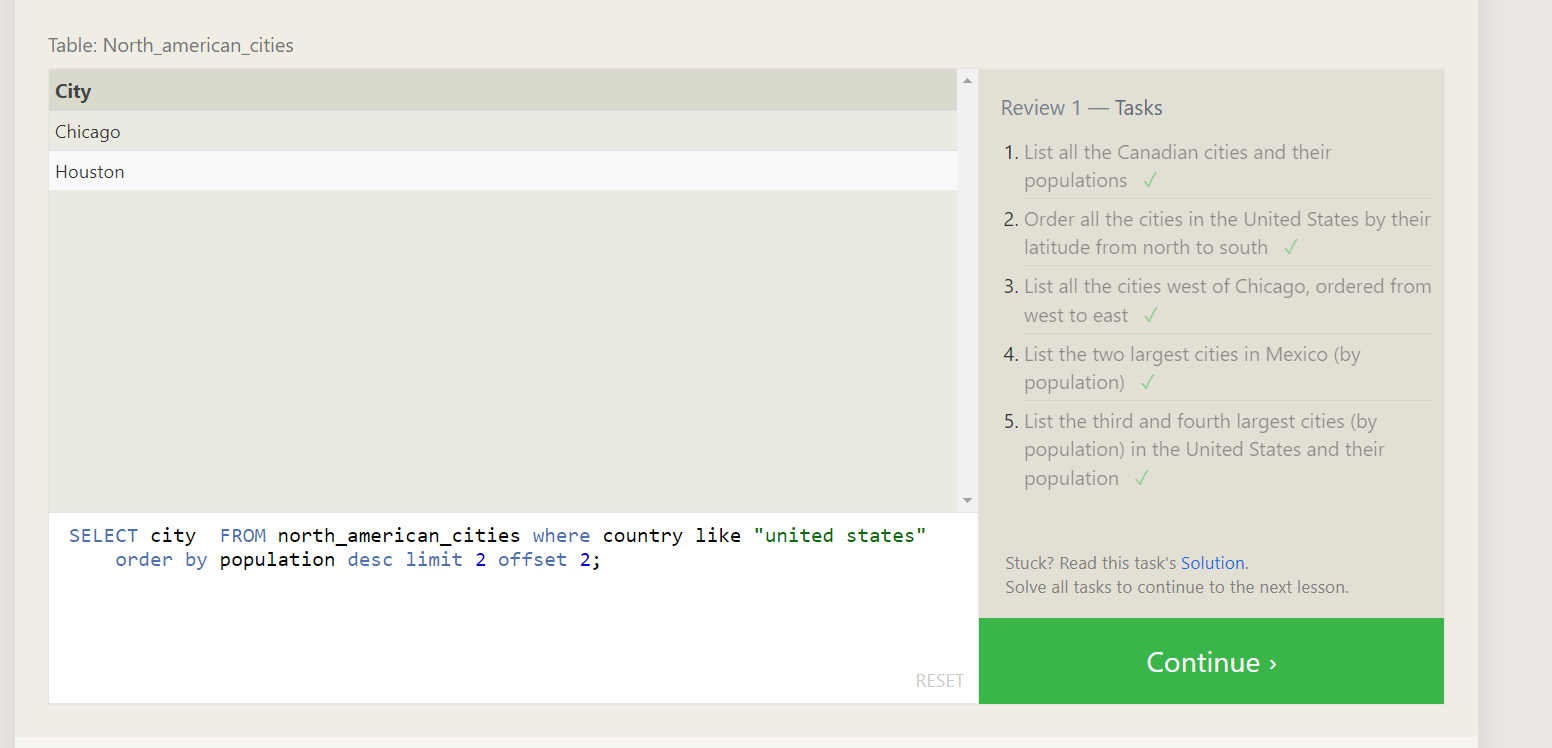 Table: North_american_cities
City
Chicago
Houston
SELECT city  FROM north_american_cities where country like "united states"
    order by population desc limit 2 offset 2;
RESET
Review 1 — Tasks
1. List all the Canadian cities and their
populations ✓
2. Order all the cities in the United States by their
latitude from north to south ✓
3. List all the cities west of Chicago, ordered from
west to east ✓
4. List the two largest cities in Mexico (by
population) ✓
5. List the third and fourth largest cities (by
population) in the United States and their
population ✓
Stuck? Read this task's Solution.
Solve all tasks to continue to the next lesson.
Continue ›